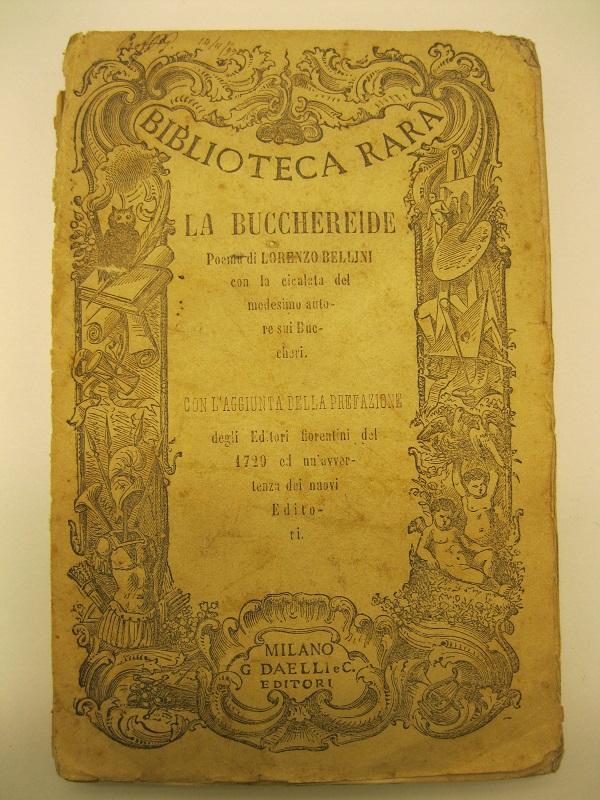 BIBLIOTECA RARA
LA BUCCHEREIDE
Poema di LORENZO BELLINI
con la cicalata del
medesimo auto-
re sui Buc-
cheri.
CON L'AGGIUNTA DELLA PREFAZIONE
degli Editori fiorentini del
1729 ed un'avver-
tenza dei nuovi
Edito-
ri.
MILANO
G. DAELLI e C.
EDITORI